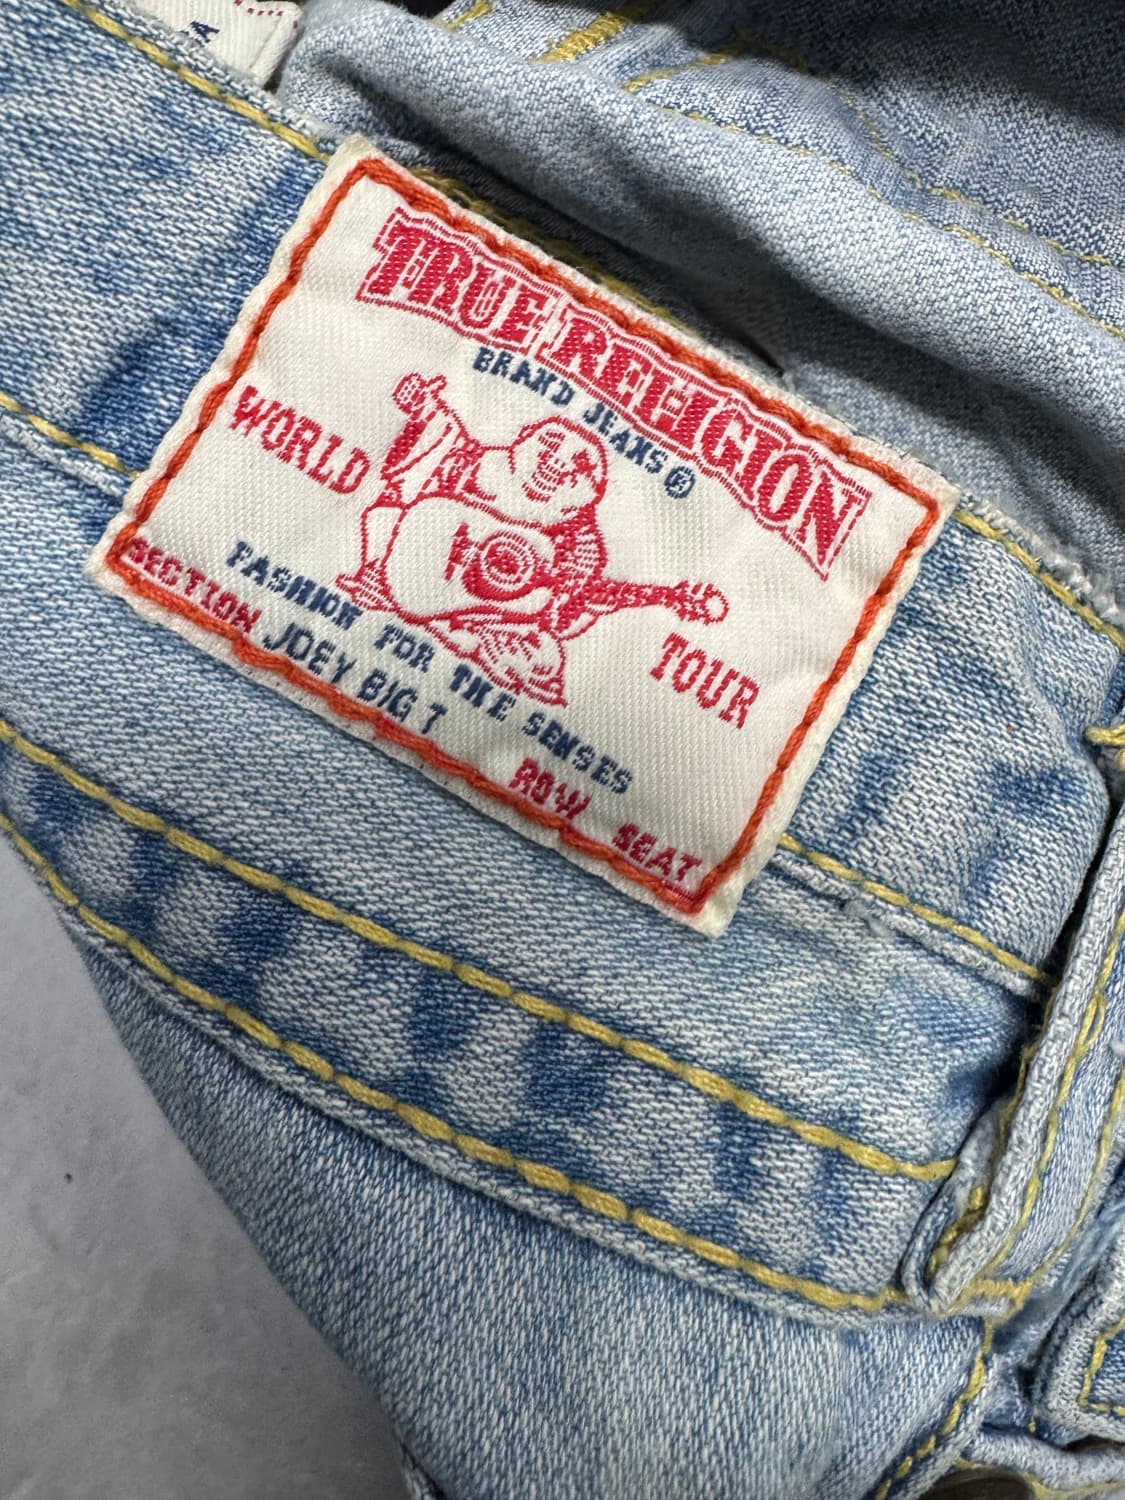 TRUE RELIGION
BRAND JEANS®
WORLD TOUR
FASHION FOR THE SENSES
SECTION JOEY BIG T ROW SEAT